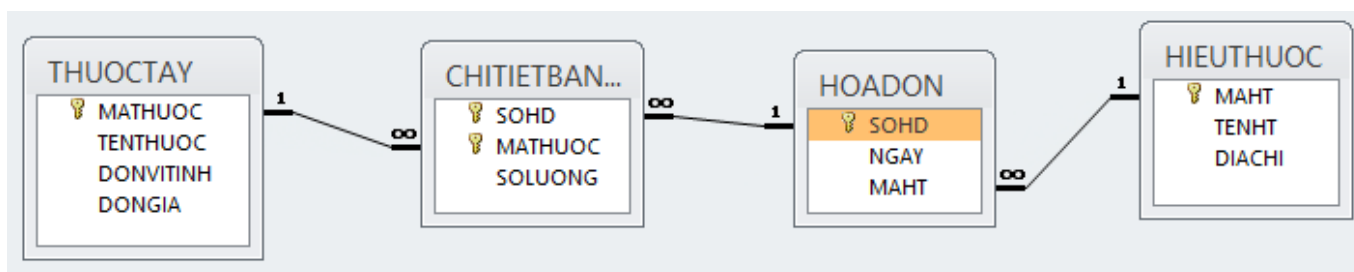 THUOCTAY
MATHUOC
TENTHUOC
DONVITINH
DONGIA
1
∞
CHITIETBAN...
SOHD
MATHUOC
SOLUONG
∞
1
HOADON
SOHD
NGAY
MAHT
∞
1
HIEUTHUOC
MAHT
TENHT
DIACHI